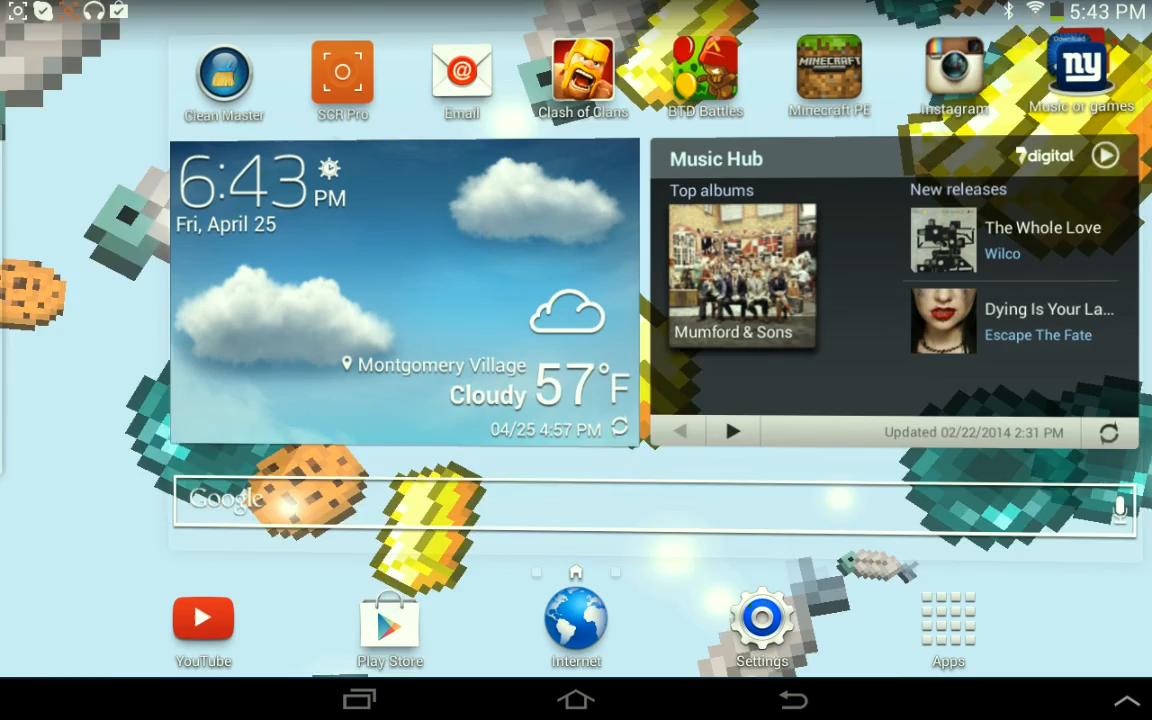 5:43 PM
Clean Master
SCR Pro
Email
Clash of Clans
BTD Battles
MINECRAFT
Minecraft PE
Instagram
Download
ny
Music or games
6:43 PM
Fri, April 25
Montgomery Village
Cloudy 57°F
04/25 4:57 PM
Music Hub
7digital
Top albums
New releases
Mumford & Sons
The Whole Love
Wilco
Dying Is Your La...
Escape The Fate
Updated 02/22/2014 2:31 PM
Google
YouTube
Play Store
Internet
Settings
Apps